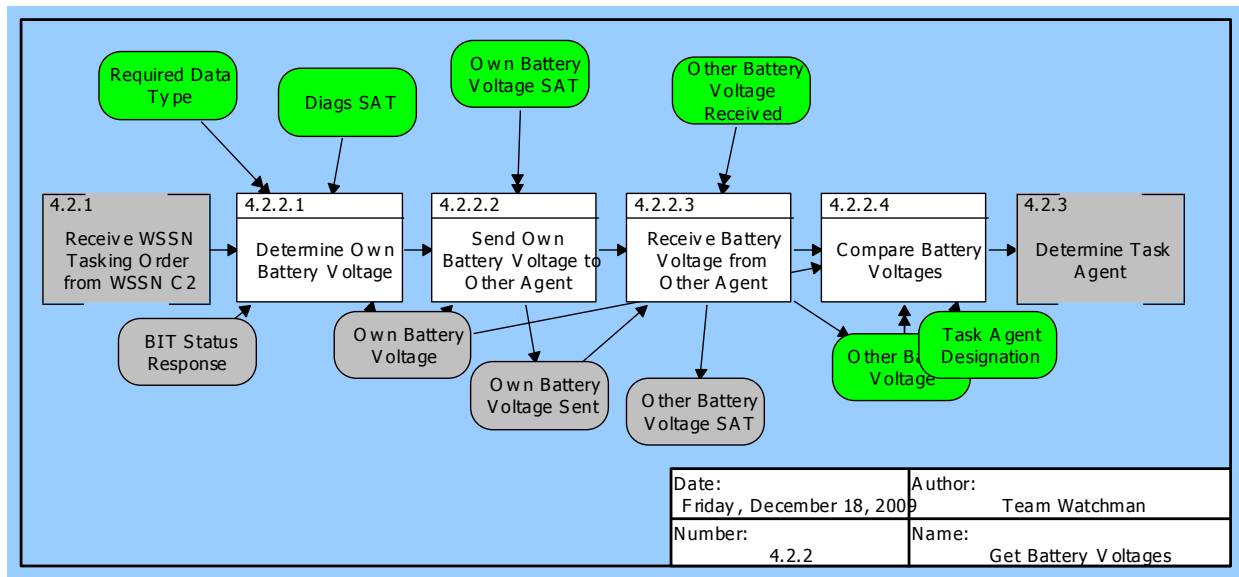 Required Data
Type
Diags SAT
Own Battery
Voltage SAT
Other Battery
Voltage
Received
4.2.1
Receive WSSN
Tasking Order
from WSSN C2
4.2.2.1
Determine Own
Battery Voltage
4.2.2.2
Send Own
Battery Voltage to
Other Agent
4.2.2.3
Receive Battery
Voltage from
Other Agent
4.2.2.4
Compare Battery
Voltages
4.2.3
Determine Task
Agent
BIT Status
Response
Own Battery
Voltage
Own Battery
Voltage Sent
Other Battery
Voltage SAT
Other Ba
Voltage
Task Agent
Designation
Date:
Friday, December 18, 2009
Author:
Team Watchman
Number:
4.2.2
Name:
Get Battery Voltages